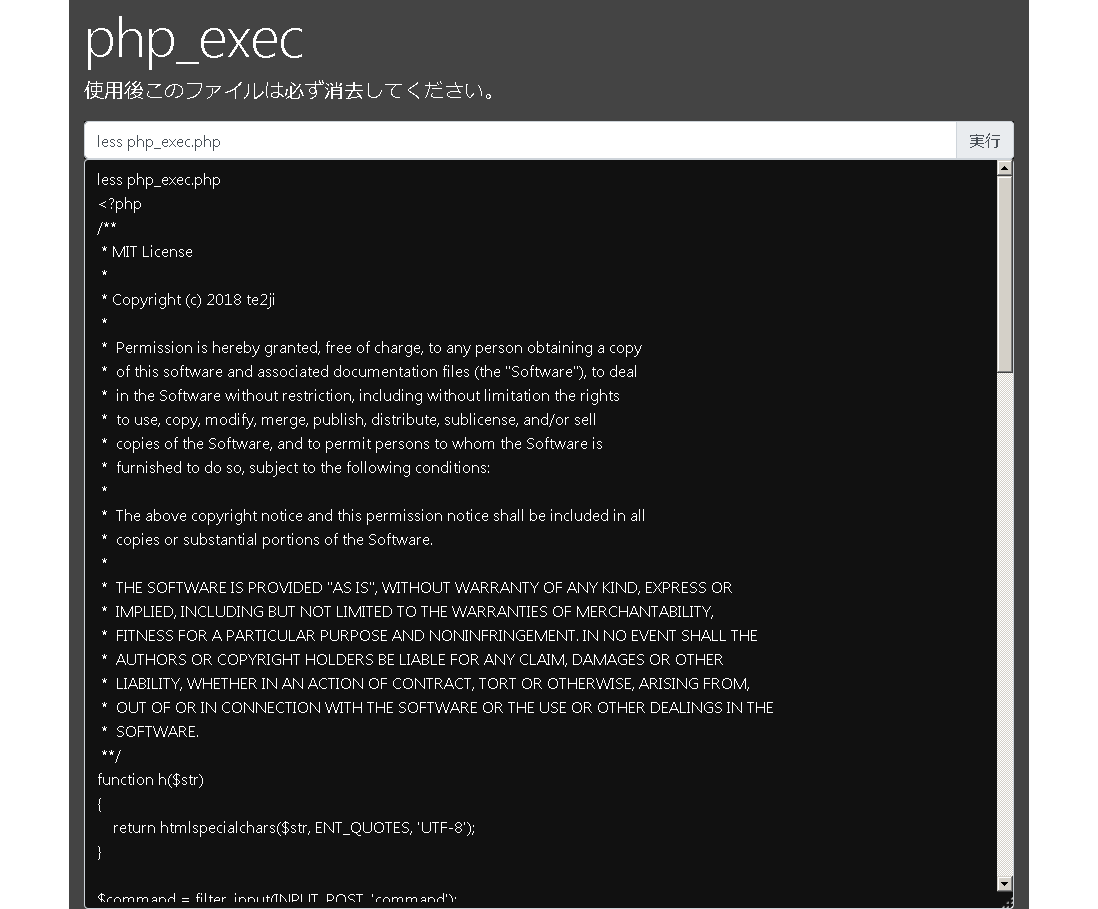 php_exec
使用後このファイルは必ず消去してください。
less php_exec.php
実行
less php_exec.php
<?php
/**
 * MIT License
 *
 * Copyright (c) 2018 te2ji
 *
 *  Permission is hereby granted, free of charge, to any person obtaining a copy
 *  of this software and associated documentation files (the "Software"), to deal
 *  in the Software without restriction, including without limitation the rights
 *  to use, copy, modify, merge, publish, distribute, sublicense, and/or sell
 *  copies of the Software, and to permit persons to whom the Software is
 *  furnished to do so, subject to the following conditions:
 *
 *  The above copyright notice and this permission notice shall be included in all
 *  copies or substantial portions of the Software.
 *
 *  THE SOFTWARE IS PROVIDED "AS IS", WITHOUT WARRANTY OF ANY KIND, EXPRESS OR
 *  IMPLIED, INCLUDING BUT NOT LIMITED TO THE WARRANTIES OF MERCHANTABILITY,
 *  FITNESS FOR A PARTICULAR PURPOSE AND NONINFRINGEMENT. IN NO EVENT SHALL THE
 *  AUTHORS OR COPYRIGHT HOLDERS BE LIABLE FOR ANY CLAIM, DAMAGES OR OTHER
 *  LIABILITY, WHETHER IN AN ACTION OF CONTRACT, TORT OR OTHERWISE, ARISING FROM,
 *  OUT OF OR IN CONNECTION WITH THE SOFTWARE OR THE USE OR OTHER DEALINGS IN THE
 *  SOFTWARE.
 **/
function h($str)
{
    return htmlspecialchars($str, ENT_QUOTES, 'UTF-8');
}
$command = filter_input(INPUT_POST, 'command');